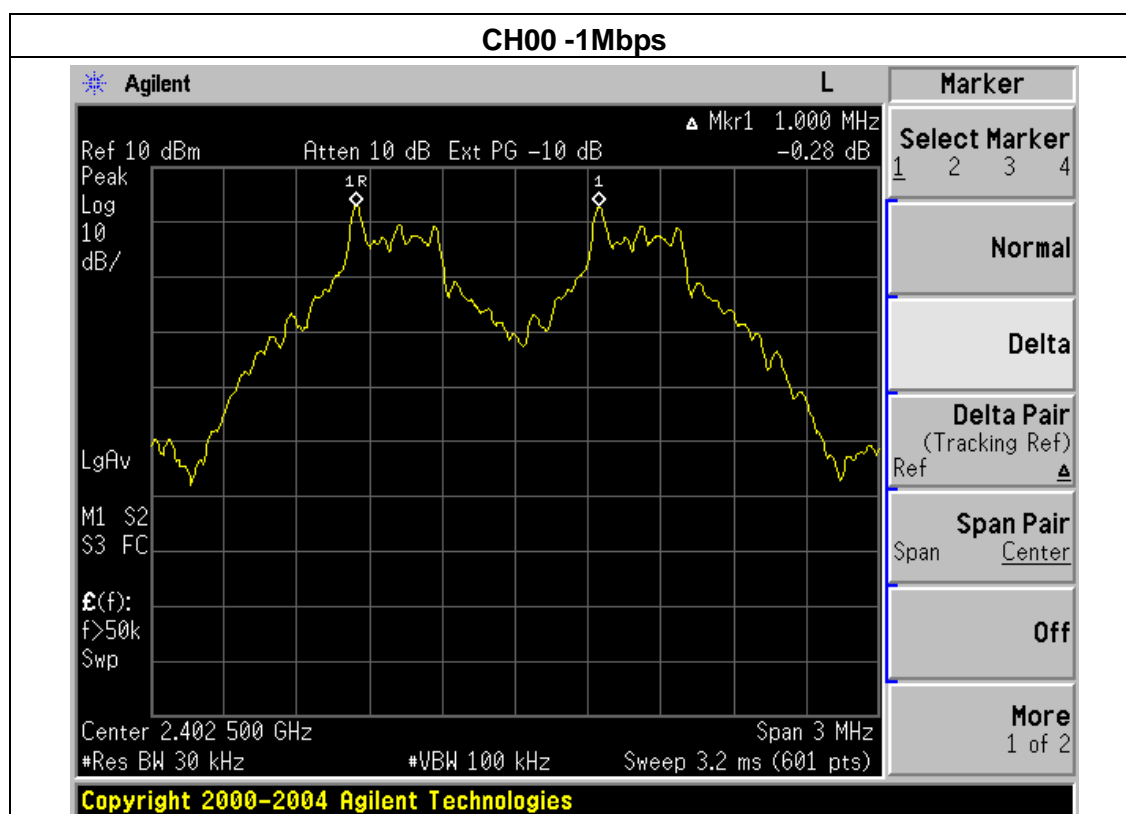 CH00 -1Mbps
Agilent L
Marker
Δ Mkr1 1.000 MHz
Ref 10 dBm Atten 10 dB Ext PG -10 dB -0.28 dB
Peak
Log
10
dB/
1R
1
LgAv
M1 S2
S3 FC
£(f):
f>50k
Swp
Center 2.402 500 GHz Span 3 MHz
#Res BW 30 kHz #VBW 100 kHz Sweep 3.2 ms (601 pts)
Select Marker
1 2 3 4
Normal
Delta
Delta Pair
(Tracking Ref)
Ref Δ
Span Pair
Span Center
Off
More
1 of 2
Copyright 2000-2004 Agilent Technologies